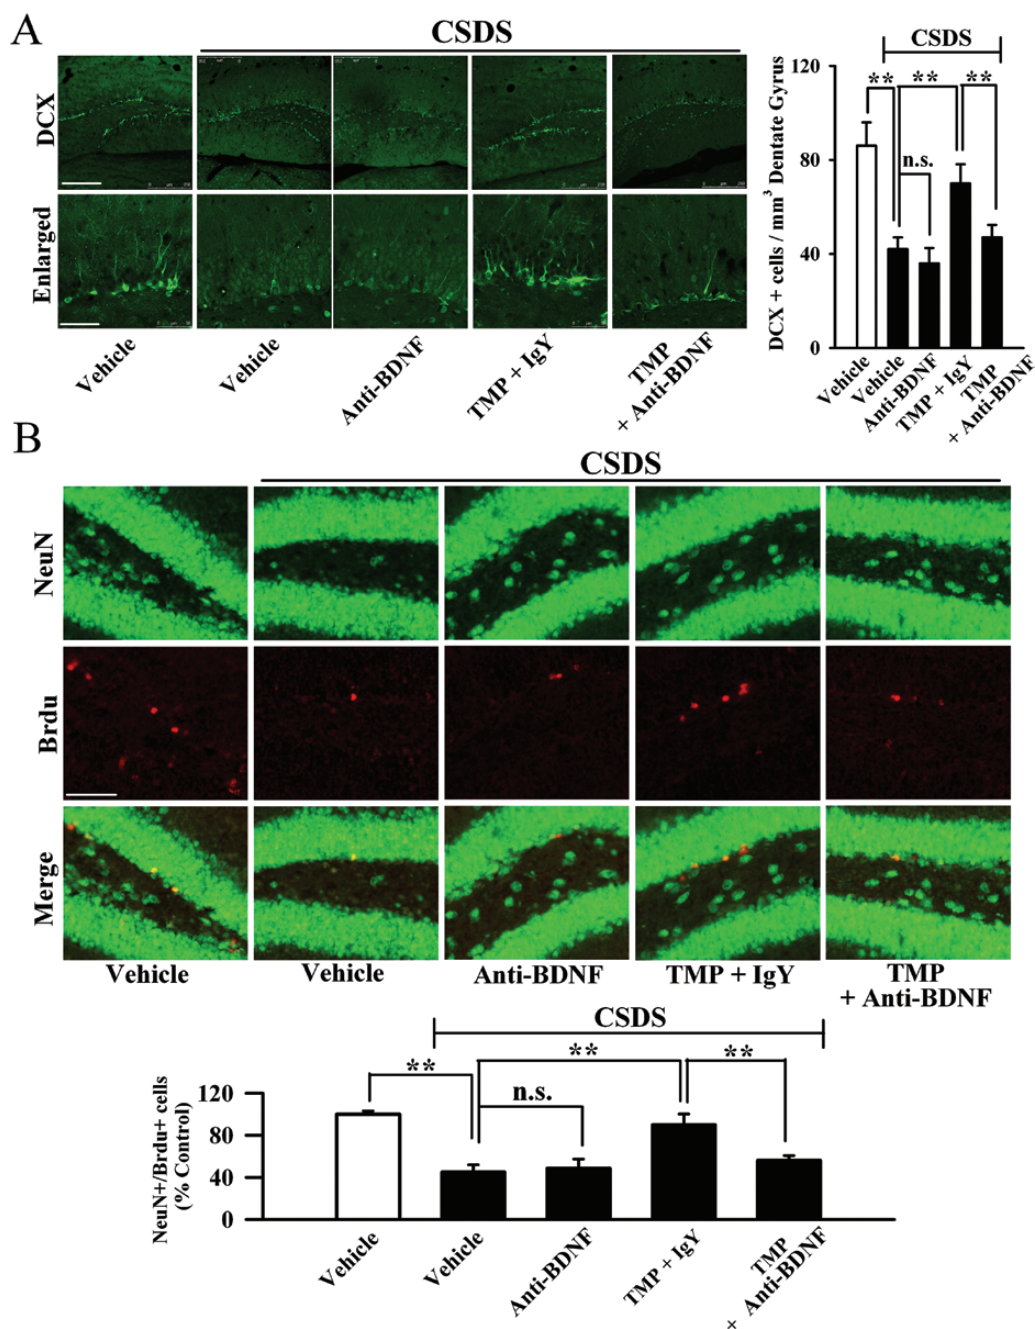 A
CSDS
DCX
Enlarged
Vehicle
Vehicle
Anti-BDNF
TMP + IgY
TMP
+ Anti-BDNF
CSDS
DCX + cells / mm³ Dentate Gyrus
120
80
40
0
**
**
**
n.s.
Vehicle
Vehicle
Anti-BDNF
TMP + IgY
TMP
+ Anti-BDNF
B
CSDS
NeuN
Brdu
Merge
Vehicle
Vehicle
Anti-BDNF
TMP + IgY
TMP
+ Anti-BDNF
CSDS
NeuN+/Brdu+ cells
(% Control)
120
80
40
0
**
**
**
n.s.
Vehicle
Vehicle
Anti-BDNF
TMP + IgY
TMP
+ Anti-BDNF